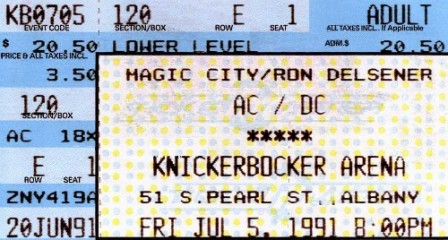 KB0705 120 E 1 ADULT
EVENT CODE SECTION/BOX ROW SEAT ALL TAXES INCL. If Applicable
$ 20.50 LOWER LEVEL ADM.$ 20.50
PRICE & ALL TAXES INCL.
3.50 MAGIC CITY/RON DELSENER
120 AC / DC
SECTION/BOX
AC 18X *****
E 1 KNICKERBOCKER ARENA
ROW SEAT
ZNY419A 51 S.PEARL ST.,ALBANY
20JUN91 FRI JUL 5, 1991 8:00PM